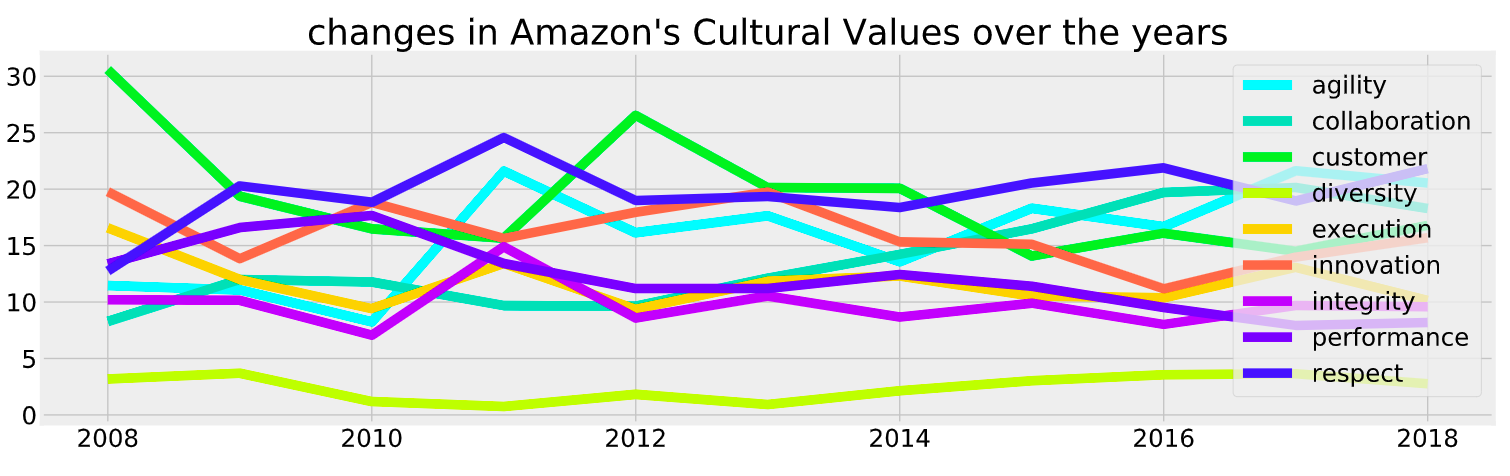 changes in Amazon's Cultural Values over the years
30
25
20
15
10
5
0
2008 2010 2012 2014 2016 2018
agility
collaboration
customer
diversity
execution
innovation
integrity
performance
respect